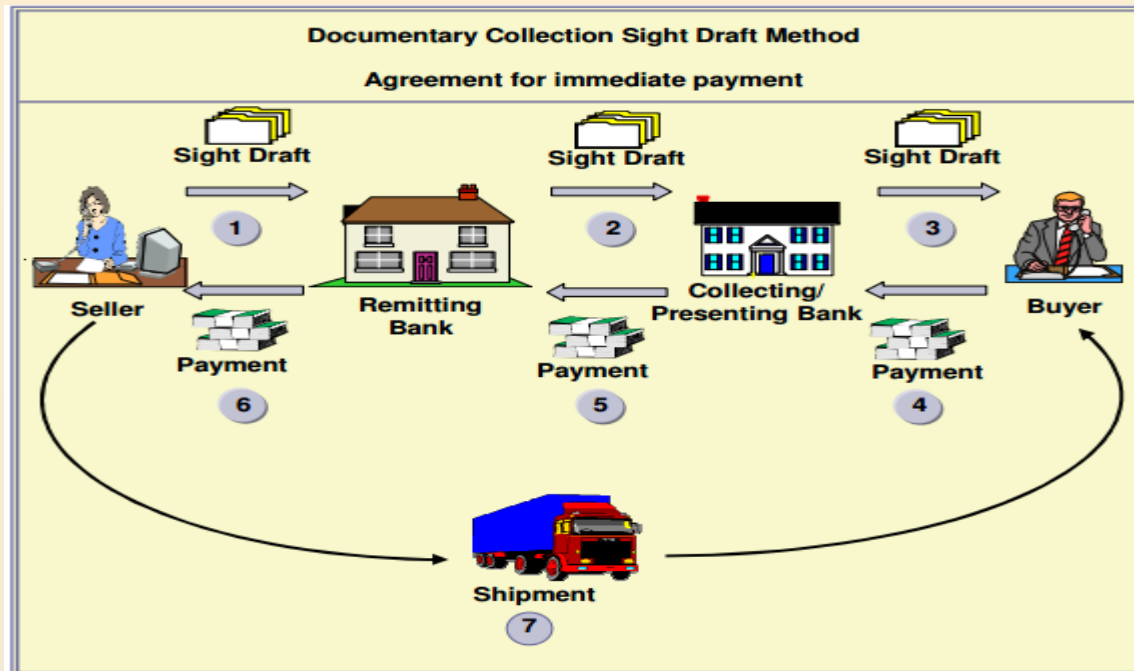 Documentary Collection Sight Draft Method
Agreement for immediate payment
Sight Draft
Sight Draft
Sight Draft
1
2
3
Seller
Remitting
Bank
Collecting/
Presenting Bank
Buyer
Payment
Payment
Payment
6
5
4
Shipment
7